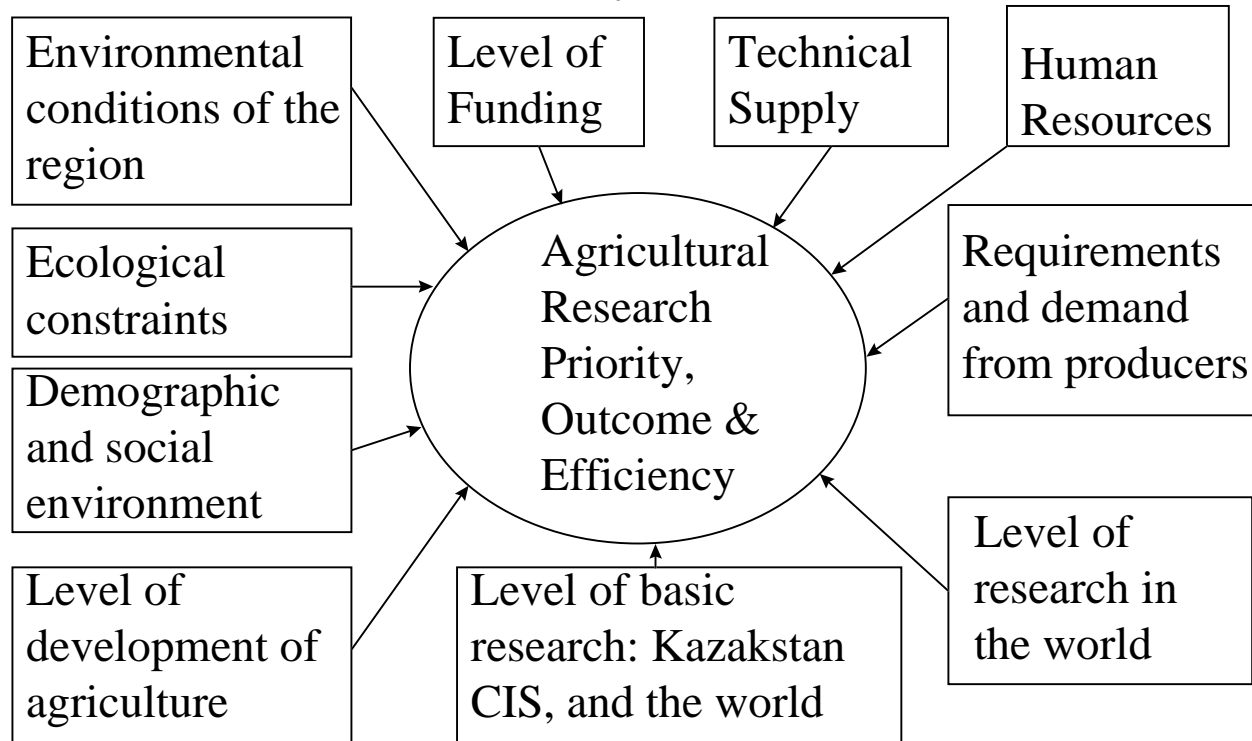 Environmental
conditions of the
region
Level of
Funding
Technical
Supply
Human
Resources
Ecological
constraints
Agricultural
Research
Priority,
Outcome &
Efficiency
Requirements
and demand
from producers
Demographic
and social
environment
Level of
development of
agriculture
Level of basic
research: Kazakstan
CIS, and the world
Level of
research in
the world